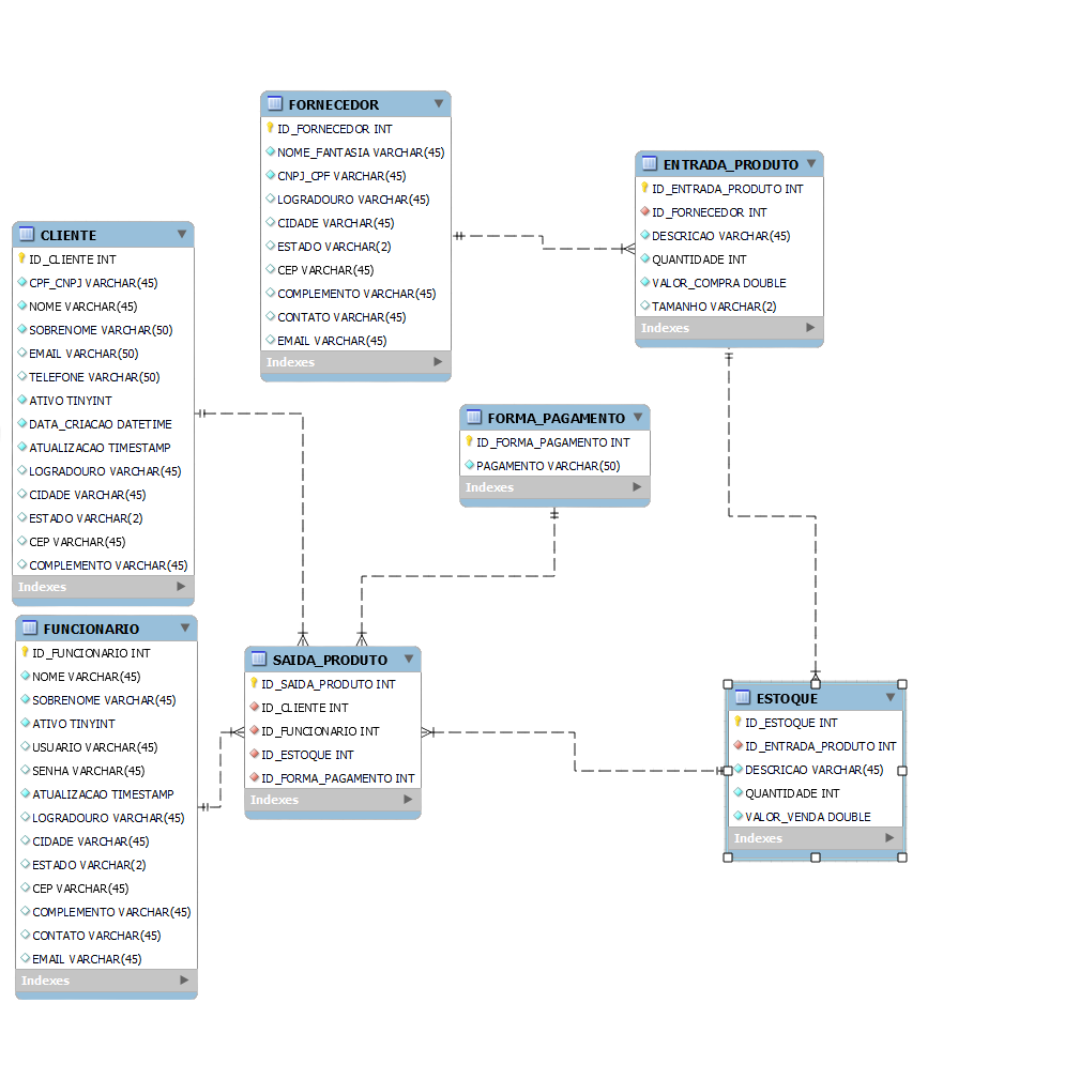 FORNECEDOR
ID_FORNECEDOR INT
NOME_FANTASIA VARCHAR(45)
CNPJ_CPF VARCHAR(45)
LOGRADOURO VARCHAR(45)
CIDADE VARCHAR(45)
ESTADO VARCHAR(2)
CEP VARCHAR(45)
COMPLEMENTO VARCHAR(45)
CONTATO VARCHAR(45)
EMAIL VARCHAR(45)
Indexes
ENTRADA_PRODUTO
ID_ENTRADA_PRODUTO INT
ID_FORNECEDOR INT
DESCRICAO VARCHAR(45)
QUANTIDADE INT
VALOR_COMPRA DOUBLE
TAMANHO VARCHAR(2)
Indexes
CLIENTE
ID_CLIENTE INT
CPF_CNPJ VARCHAR(45)
NOME VARCHAR(45)
SOBRENOME VARCHAR(50)
EMAIL VARCHAR(50)
TELEFONE VARCHAR(50)
ATIVO TINYINT
DATA_CRIACAO DATETIME
ATUALIZACAO TIMESTAMP
LOGRADOURO VARCHAR(45)
CIDADE VARCHAR(45)
ESTADO VARCHAR(2)
CEP VARCHAR(45)
COMPLEMENTO VARCHAR(45)
Indexes
FORMA_PAGAMENTO
ID_FORMA_PAGAMENTO INT
PAGAMENTO VARCHAR(50)
Indexes
FUNCIONARIO
ID_FUNCIONARIO INT
NOME VARCHAR(45)
SOBRENOME VARCHAR(45)
ATIVO TINYINT
USUARIO VARCHAR(45)
SENHA VARCHAR(45)
ATUALIZACAO TIMESTAMP
LOGRADOURO VARCHAR(45)
CIDADE VARCHAR(45)
ESTADO VARCHAR(2)
CEP VARCHAR(45)
COMPLEMENTO VARCHAR(45)
CONTATO VARCHAR(45)
EMAIL VARCHAR(45)
Indexes
SAIDA_PRODUTO
ID_SAIDA_PRODUTO INT
ID_CLIENTE INT
ID_FUNCIONARIO INT
ID_ESTOQUE INT
ID_FORMA_PAGAMENTO INT
Indexes
ESTOQUE
ID_ESTOQUE INT
ID_ENTRADA_PRODUTO INT
DESCRICAO VARCHAR(45)
QUANTIDADE INT
VALOR_VENDA DOUBLE
Indexes